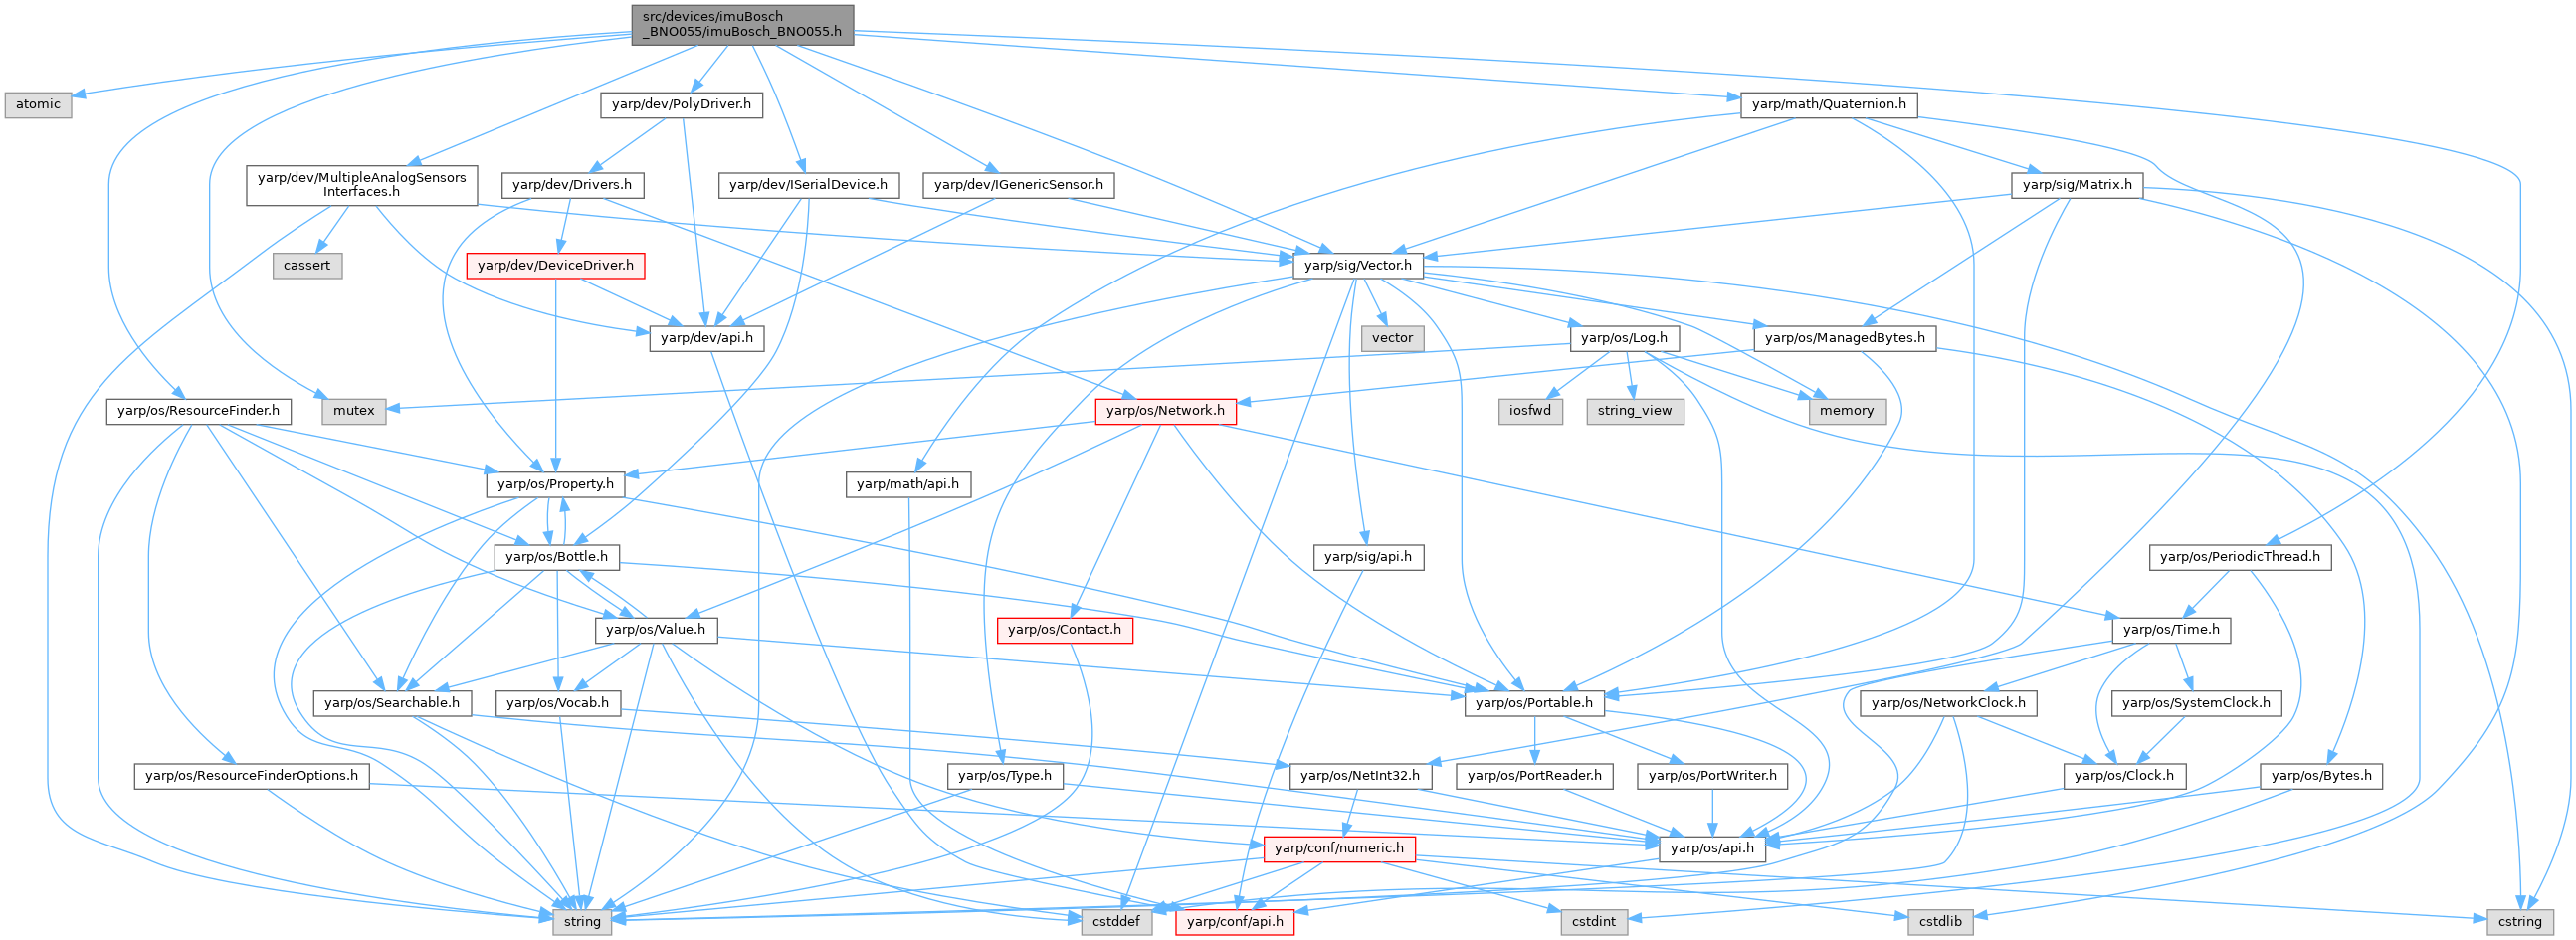 src/devices/imuBosch
_BNO055/imuBosch_BNO055.h
atomic
yarp/dev/PolyDriver.h
yarp/math/Quaternion.h
yarp/dev/MultipleAnalogSensors
Interfaces.h
yarp/dev/Drivers.h
yarp/dev/ISerialDevice.h
yarp/dev/IGenericSensor.h
yarp/sig/Matrix.h
cassert
yarp/dev/DeviceDriver.h
yarp/sig/Vector.h
yarp/dev/api.h
vector
yarp/os/Log.h
yarp/os/ManagedBytes.h
yarp/os/ResourceFinder.h
mutex
yarp/os/Network.h
iosfwd
string_view
memory
yarp/os/Property.h
yarp/math/api.h
yarp/os/Bottle.h
yarp/sig/api.h
yarp/os/PeriodicThread.h
yarp/os/Value.h
yarp/os/Contact.h
yarp/os/Time.h
yarp/os/Searchable.h
yarp/os/Vocab.h
yarp/os/Portable.h
yarp/os/NetworkClock.h
yarp/os/SystemClock.h
yarp/os/ResourceFinderOptions.h
yarp/os/Type.h
yarp/os/NetInt32.h
yarp/os/PortReader.h
yarp/os/PortWriter.h
yarp/os/Clock.h
yarp/os/Bytes.h
yarp/conf/numeric.h
yarp/os/api.h
string
cstddef
yarp/conf/api.h
cstdint
cstdlib
cstring